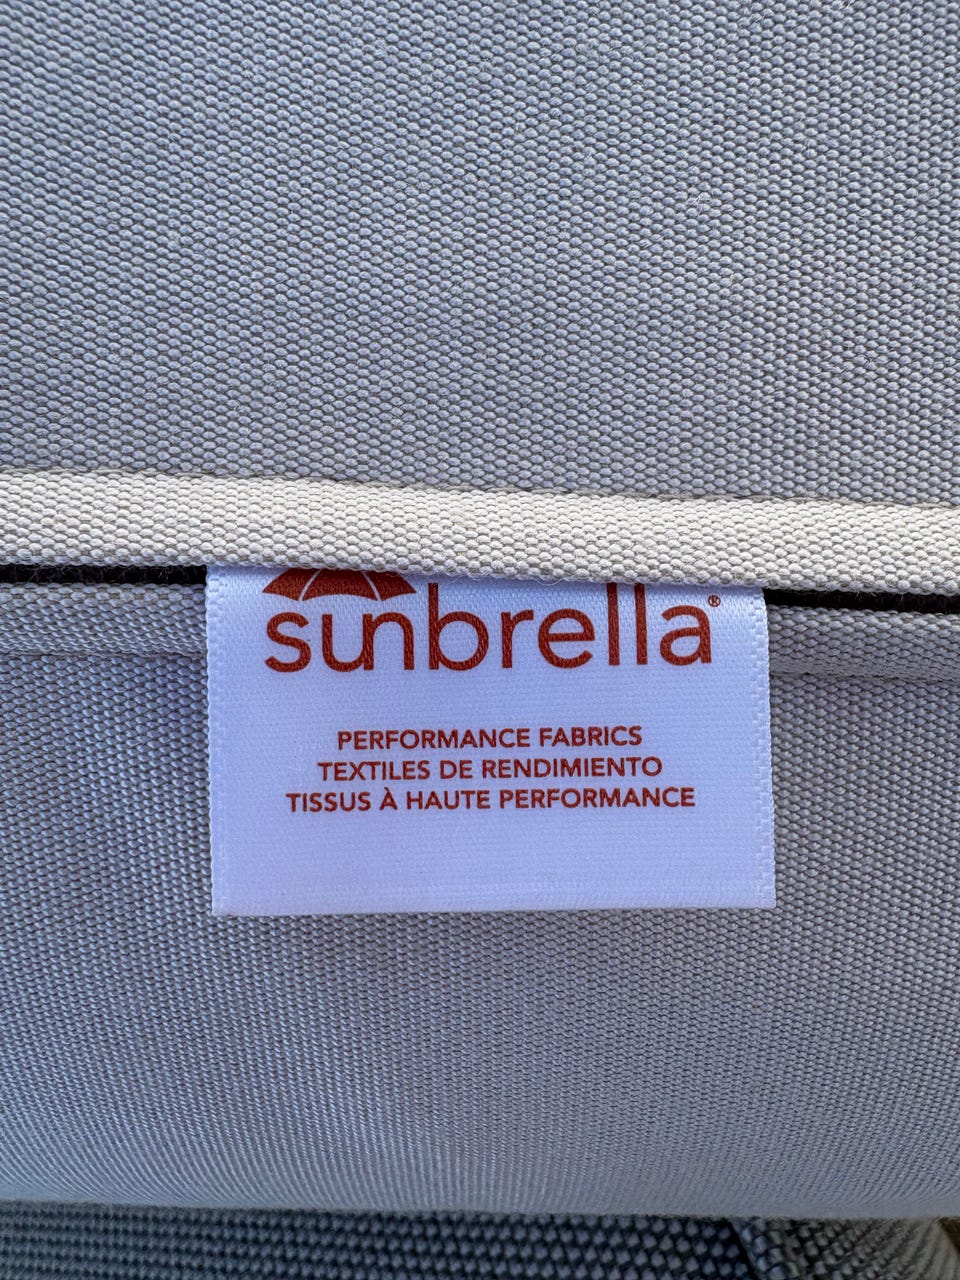 sunbrella®
PERFORMANCE FABRICS
TEXTILES DE RENDIMIENTO
TISSUS À HAUTE PERFORMANCE